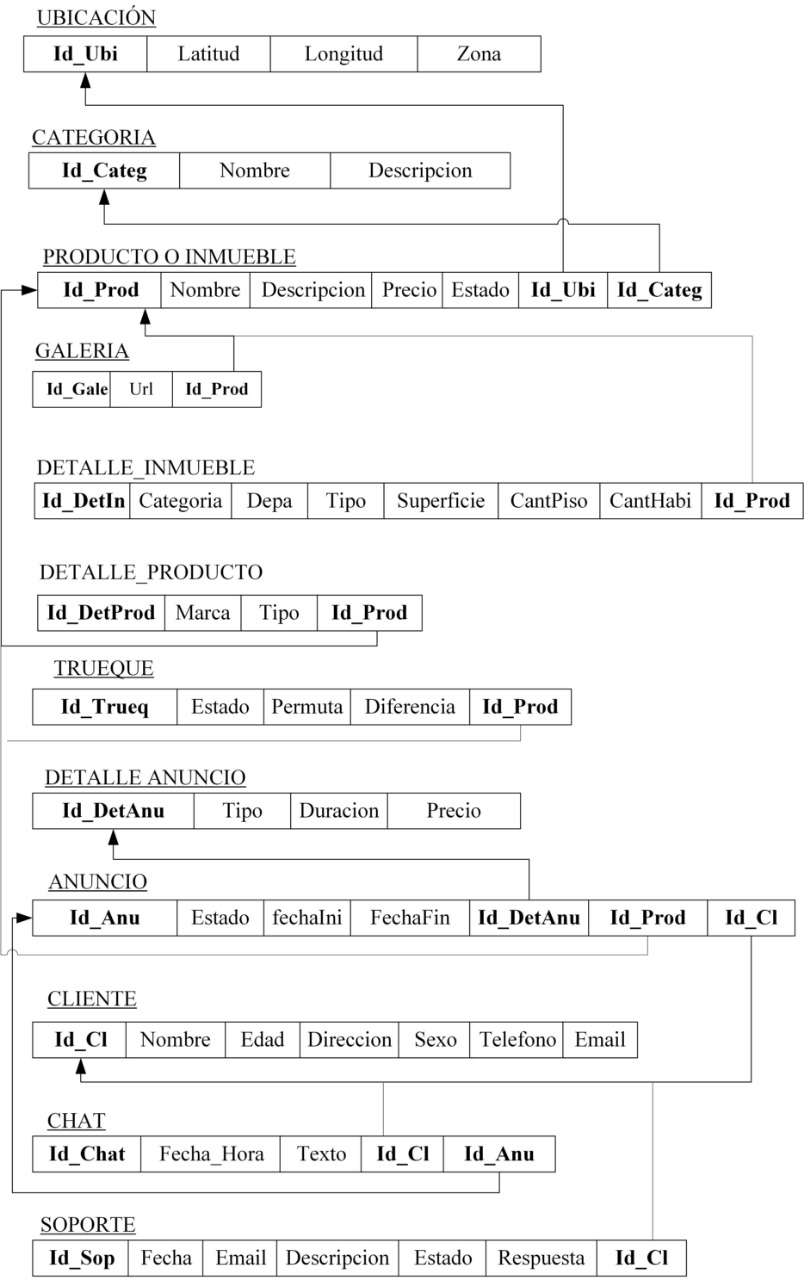 UBICACIÓN
Id_Ubi Latitud Longitud Zona
CATEGORIA
Id_Categ Nombre Descripcion
PRODUCTO O INMUEBLE
Id_Prod Nombre Descripcion Precio Estado Id_Ubi Id_Categ
GALERIA
Id_Gale Url Id_Prod
DETALLE_INMUEBLE
Id_DetIn Categoria Depa Tipo Superficie CantPiso CantHabi Id_Prod
DETALLE_PRODUCTO
Id_DetProd Marca Tipo Id_Prod
TRUEQUE
Id_Trueq Estado Permuta Diferencia Id_Prod
DETALLE ANUNCIO
Id_DetAnu Tipo Duracion Precio
ANUNCIO
Id_Anu Estado fechaIni FechaFin Id_DetAnu Id_Prod Id_Cl
CLIENTE
Id_Cl Nombre Edad Direccion Sexo Telefono Email
CHAT
Id_Chat Fecha_Hora Texto Id_Cl Id_Anu
SOPORTE
Id_Sop Fecha Email Descripcion Estado Respuesta Id_Cl